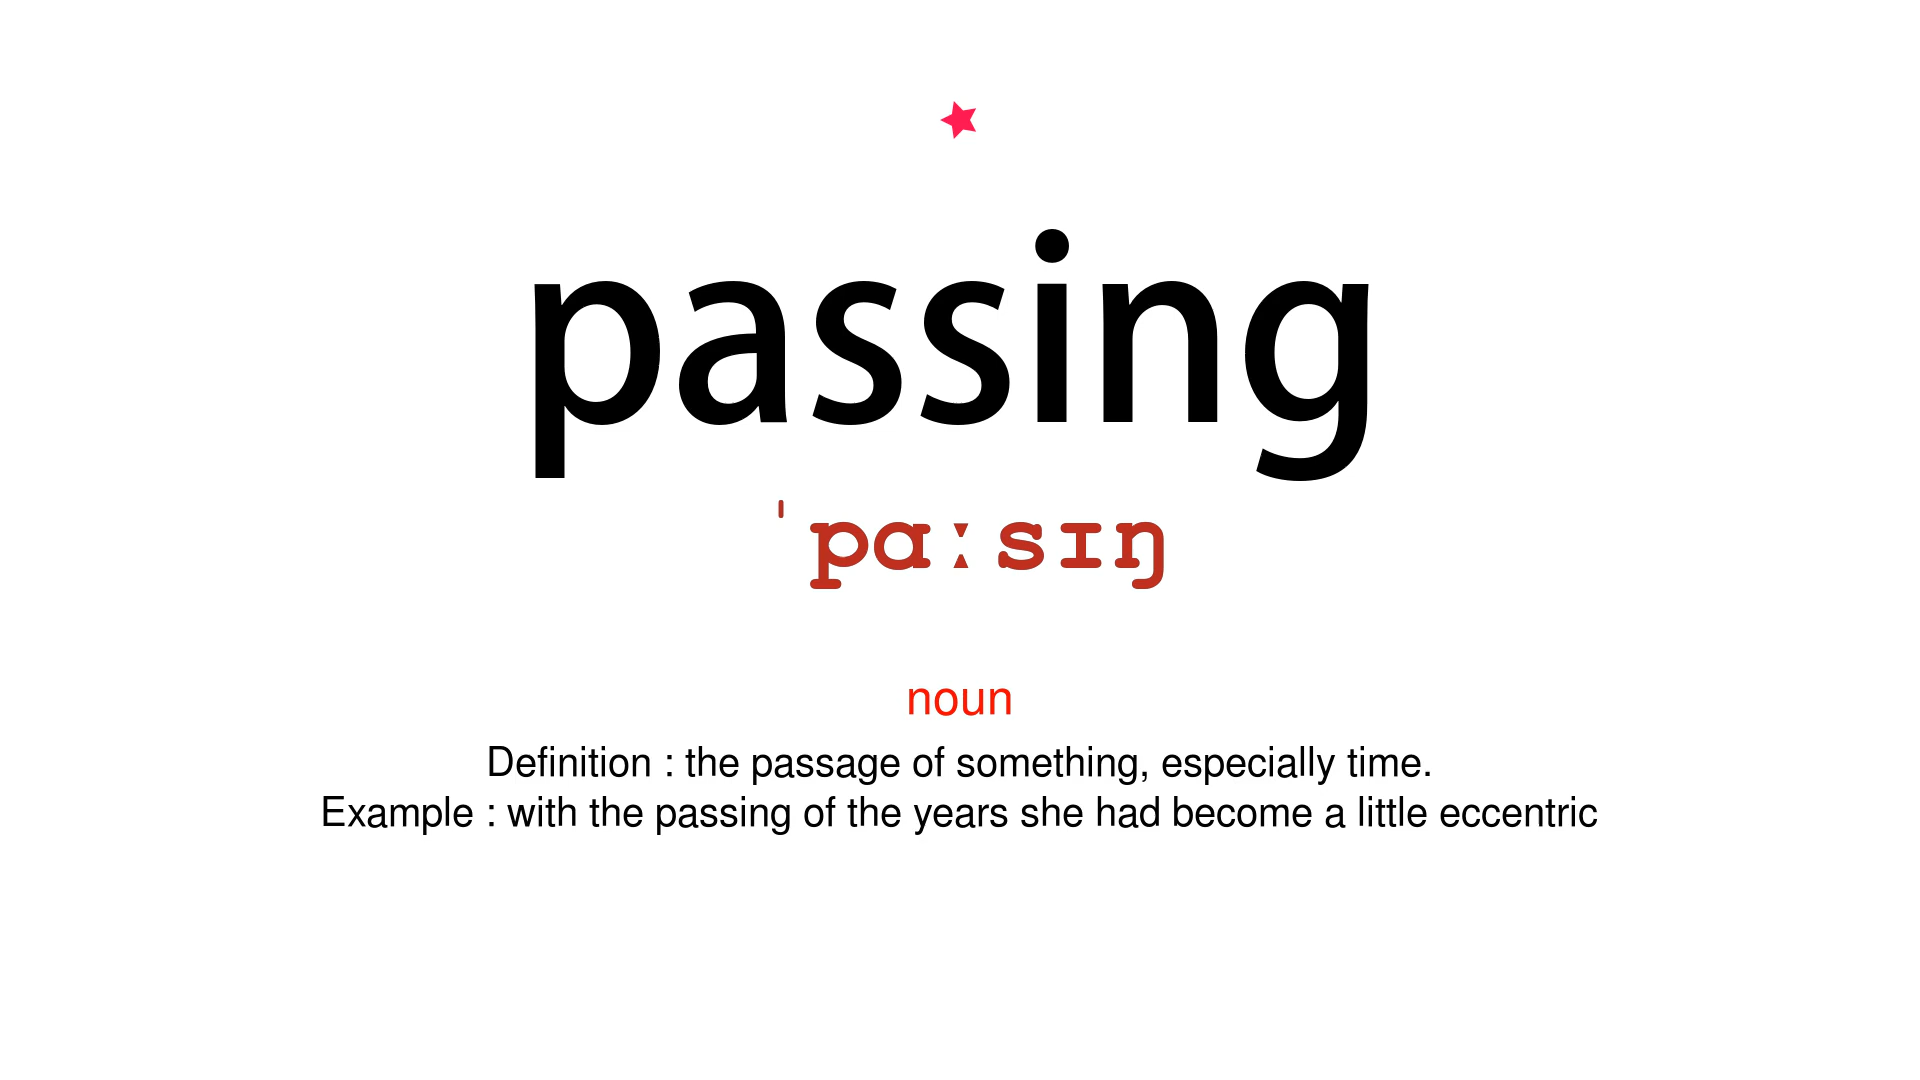 passing
ˈpɑːsɪŋ
noun
Definition : the passage of something, especially time.
Example : with the passing of the years she had become a little eccentric